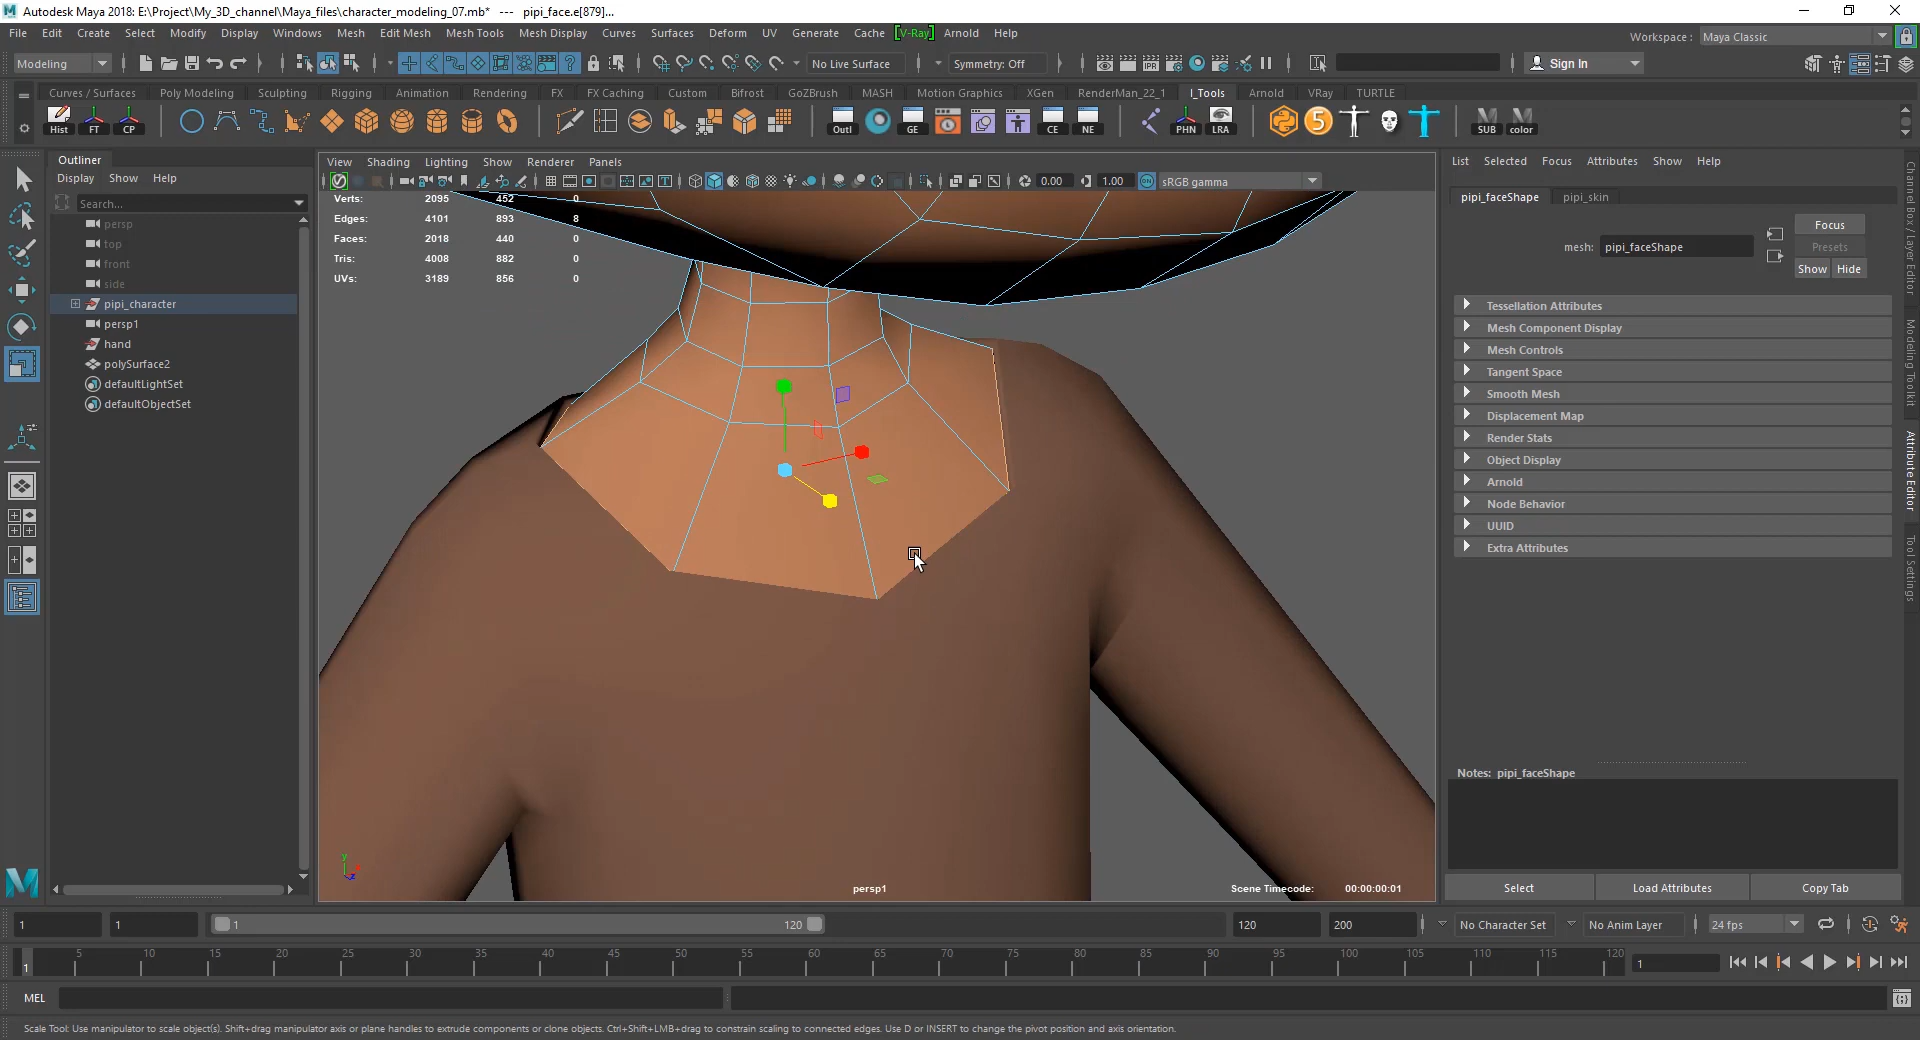 Autodesk Maya 2018: E:\Project\My_3D_channel\Maya_files\character_modeling_07.mb* --- pipi_face.e[879]...
File Edit Create Select Modify Display Windows Mesh Edit Mesh Mesh Tools Mesh Display Curves Surfaces Deform UV Generate Cache [V-Ray] Arnold Help
Workspace : Maya Classic
Modeling No Live Surface Symmetry: Off Sign In
Curves / Surfaces Poly Modeling Sculpting Rigging Animation Rendering FX FX Caching Custom Bifrost GoZBrush MASH Motion Graphics XGen RenderMan_22_1 I_Tools Arnold VRay TURTLE
Hist FT CP Outl GE CE NE PHN LRA 5 SUB color
Outliner
Display Show Help
Search...
persp
top
front
side
pipi_character
persp1
hand
polySurface2
defaultLightSet
defaultObjectSet
View Shading Lighting Show Renderer Panels
0.00 1.00 ON sRGB gamma
Verts: 2095 452 0
Edges: 4101 893 8
Faces: 2018 440 0
Tris: 4008 882 0
UVs: 3189 856 0
persp1
Scene Timecode: 00:00:00:01
List Selected Focus Attributes Show Help
pipi_faceShape pipi_skin
mesh: pipi_faceShape
Focus
Presets
Show Hide
Tessellation Attributes
Mesh Component Display
Mesh Controls
Tangent Space
Smooth Mesh
Displacement Map
Render Stats
Object Display
Arnold
Node Behavior
UUID
Extra Attributes
Notes: pipi_faceShape
Select Load Attributes Copy Tab
Channel Box / Layer Editor
Modeling Toolkit
Attribute Editor
Tool Settings
1 1 1 120 120 200 No Character Set No Anim Layer 24 fps
1 5 10 15 20 25 30 35 40 45 50 55 60 65 70 75 80 85 90 95 100 105 110 115 120 1
MEL
Scale Tool: Use manipulator to scale object(s). Shift+drag manipulator axis or plane handles to extrude components or clone objects. Ctrl+Shift+LMB+drag to constrain scaling to connected edges. Use D or INSERT to change the pivot position and axis orientation.